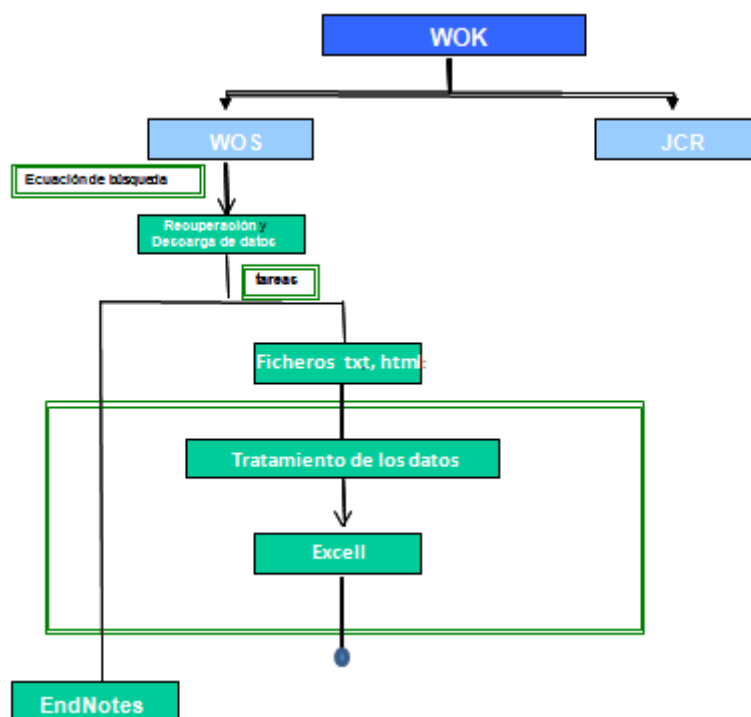 WOK
WOS
JCR
Ecuación de búsqueda
Recuperación y
Descarga de datos
tareas
Ficheros txt, html:
Tratamiento de los datos
Excell
EndNotes